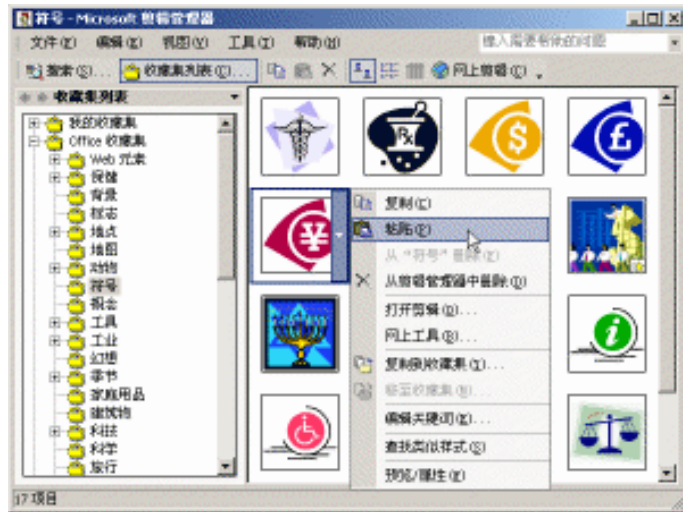 符号 - Microsoft 剪辑管理器
文件(F) 编辑(E) 视图(V) 工具(T) 帮助(H) 键入需要帮助的问题
搜索(S)... 收藏集列表(C)... 网上剪辑(O)
收藏集列表
我的收藏集
Office 收藏集
Web 元素
保健
背景
标志
地点
地图
动物
符号
概念
工具
工业
幻想
季节
家庭用品
建筑物
科技
科学
旅行
复制(C)
粘贴(P)
从“符号”删除(F)
从剪辑管理器中删除(D)
打开剪辑(O)...
网上工具(B)...
复制到收藏集(T)...
移至收藏集(M)...
编辑关键词(K)...
查找类似样式(S)
预览/属性(E)
17 项目